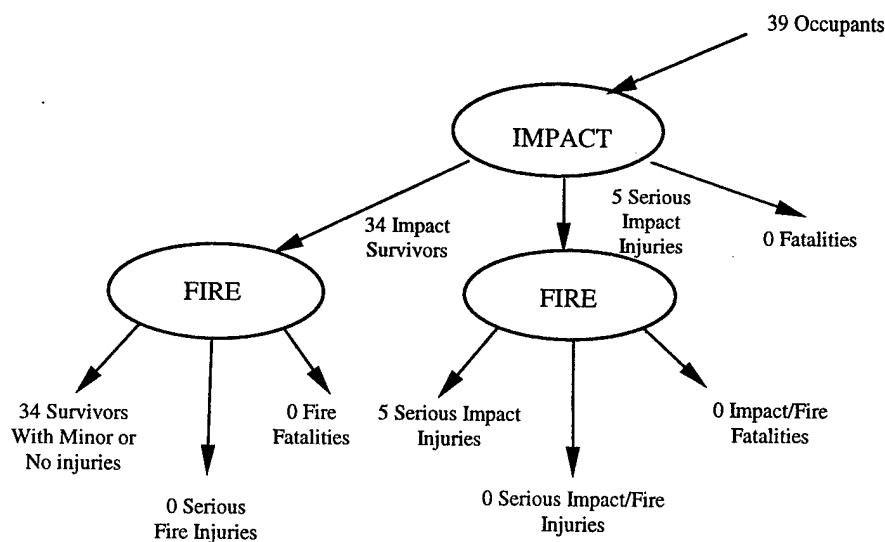 39 Occupants
IMPACT
34 Impact
Survivors
5 Serious
Impact
Injuries
0 Fatalities
FIRE
FIRE
34 Survivors
With Minor or
No injuries
0 Serious
Fire Injuries
0 Fire
Fatalities
5 Serious Impact
Injuries
0 Serious Impact/Fire
Injuries
0 Impact/Fire
Fatalities